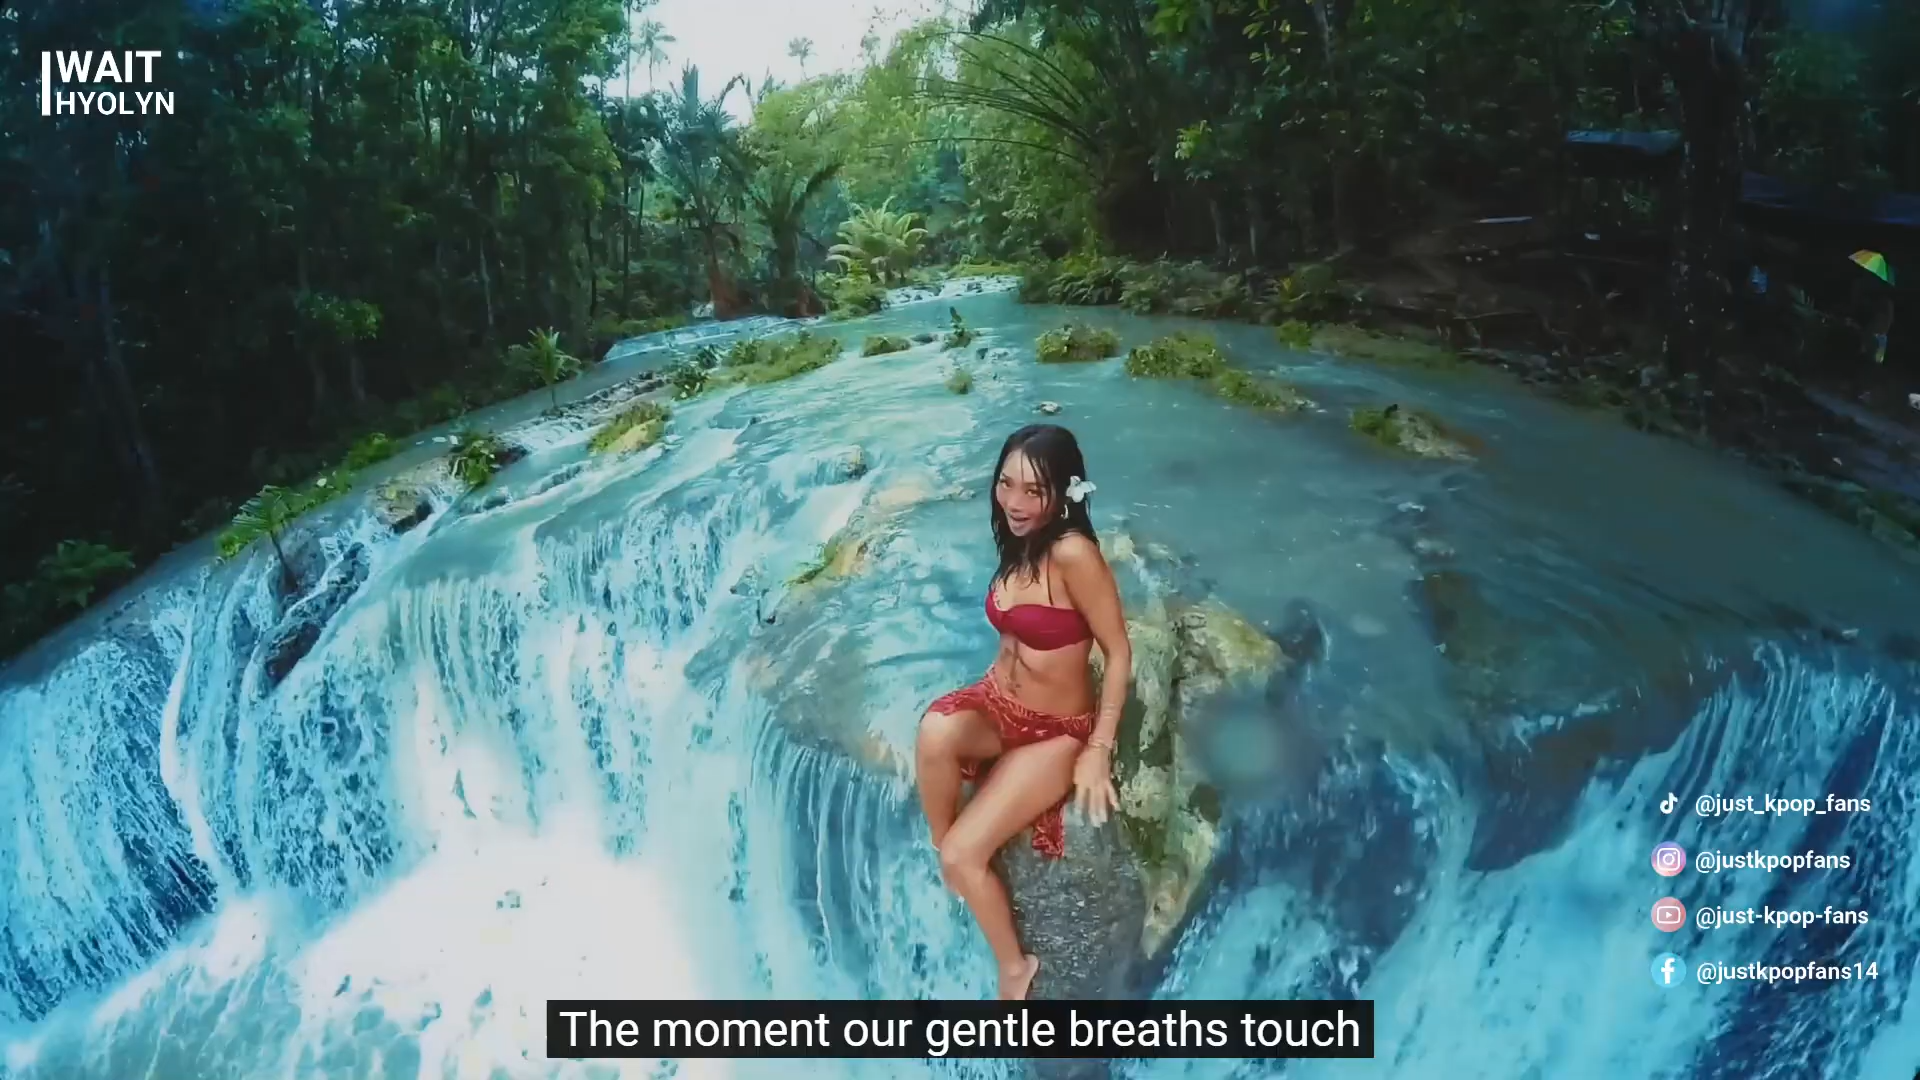 WAIT
HYOLYN
@just_kpop_fans
@justkpopfans
@just-kpop-fans
@justkpopfans14
The moment our gentle breaths touch